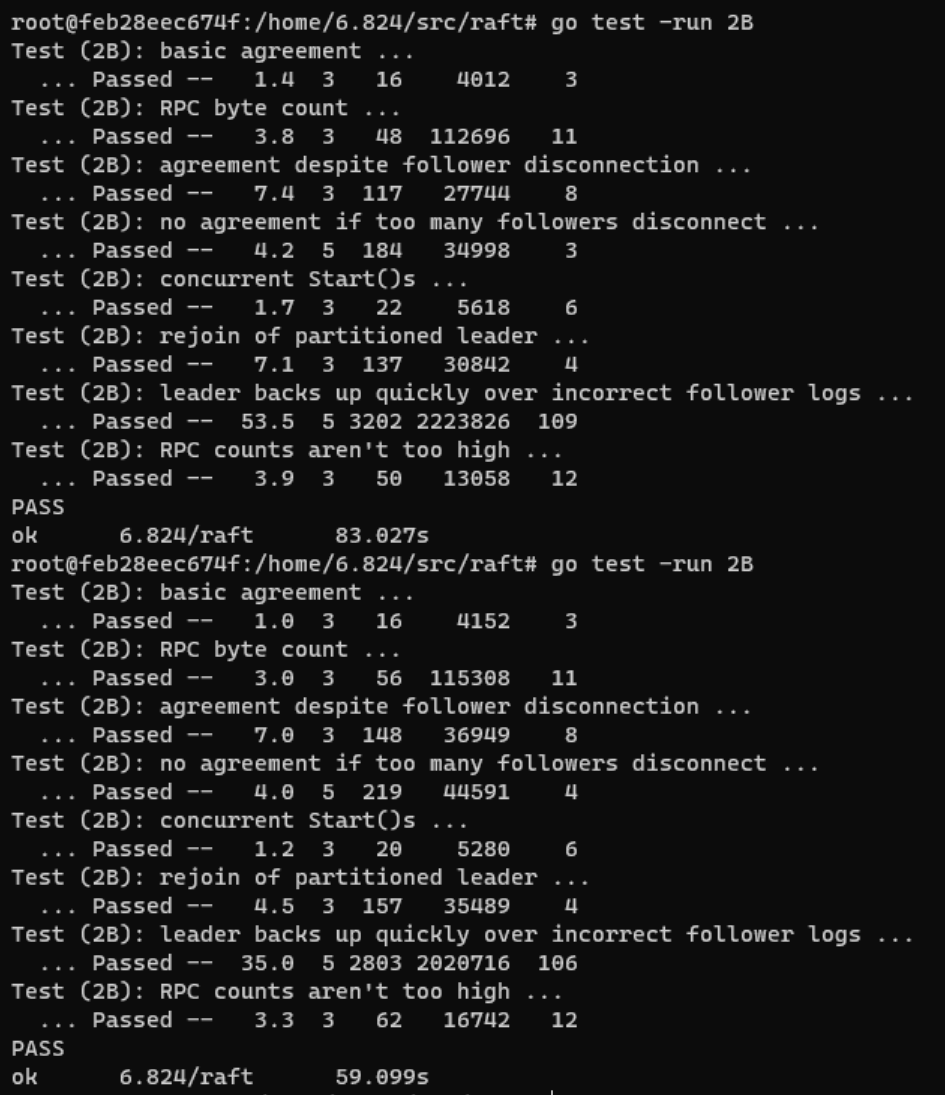 root@feb28eec674f:/home/6.824/src/raft# go test -run 2B
Test (2B): basic agreement ...
  ... Passed --   1.4  3   16    4012    3
Test (2B): RPC byte count ...
  ... Passed --   3.8  3   48  112696   11
Test (2B): agreement despite follower disconnection ...
  ... Passed --   7.4  3  117   27744    8
Test (2B): no agreement if too many followers disconnect ...
  ... Passed --   4.2  5  184   34998    3
Test (2B): concurrent Start()s ...
  ... Passed --   1.7  3   22    5618    6
Test (2B): rejoin of partitioned leader ...
  ... Passed --   7.1  3  137   30842    4
Test (2B): leader backs up quickly over incorrect follower logs ...
  ... Passed --  53.5  5 3202 2223826  109
Test (2B): RPC counts aren't too high ...
  ... Passed --   3.9  3   50   13058   12
PASS
ok      6.824/raft      83.027s
root@feb28eec674f:/home/6.824/src/raft# go test -run 2B
Test (2B): basic agreement ...
  ... Passed --   1.0  3   16    4152    3
Test (2B): RPC byte count ...
  ... Passed --   3.0  3   56  115308   11
Test (2B): agreement despite follower disconnection ...
  ... Passed --   7.0  3  148   36949    8
Test (2B): no agreement if too many followers disconnect ...
  ... Passed --   4.0  5  219   44591    4
Test (2B): concurrent Start()s ...
  ... Passed --   1.2  3   20    5280    6
Test (2B): rejoin of partitioned leader ...
  ... Passed --   4.5  3  157   35489    4
Test (2B): leader backs up quickly over incorrect follower logs ...
  ... Passed --  35.0  5 2803 2020716  106
Test (2B): RPC counts aren't too high ...
  ... Passed --   3.3  3   62   16742   12
PASS
ok      6.824/raft      59.099s